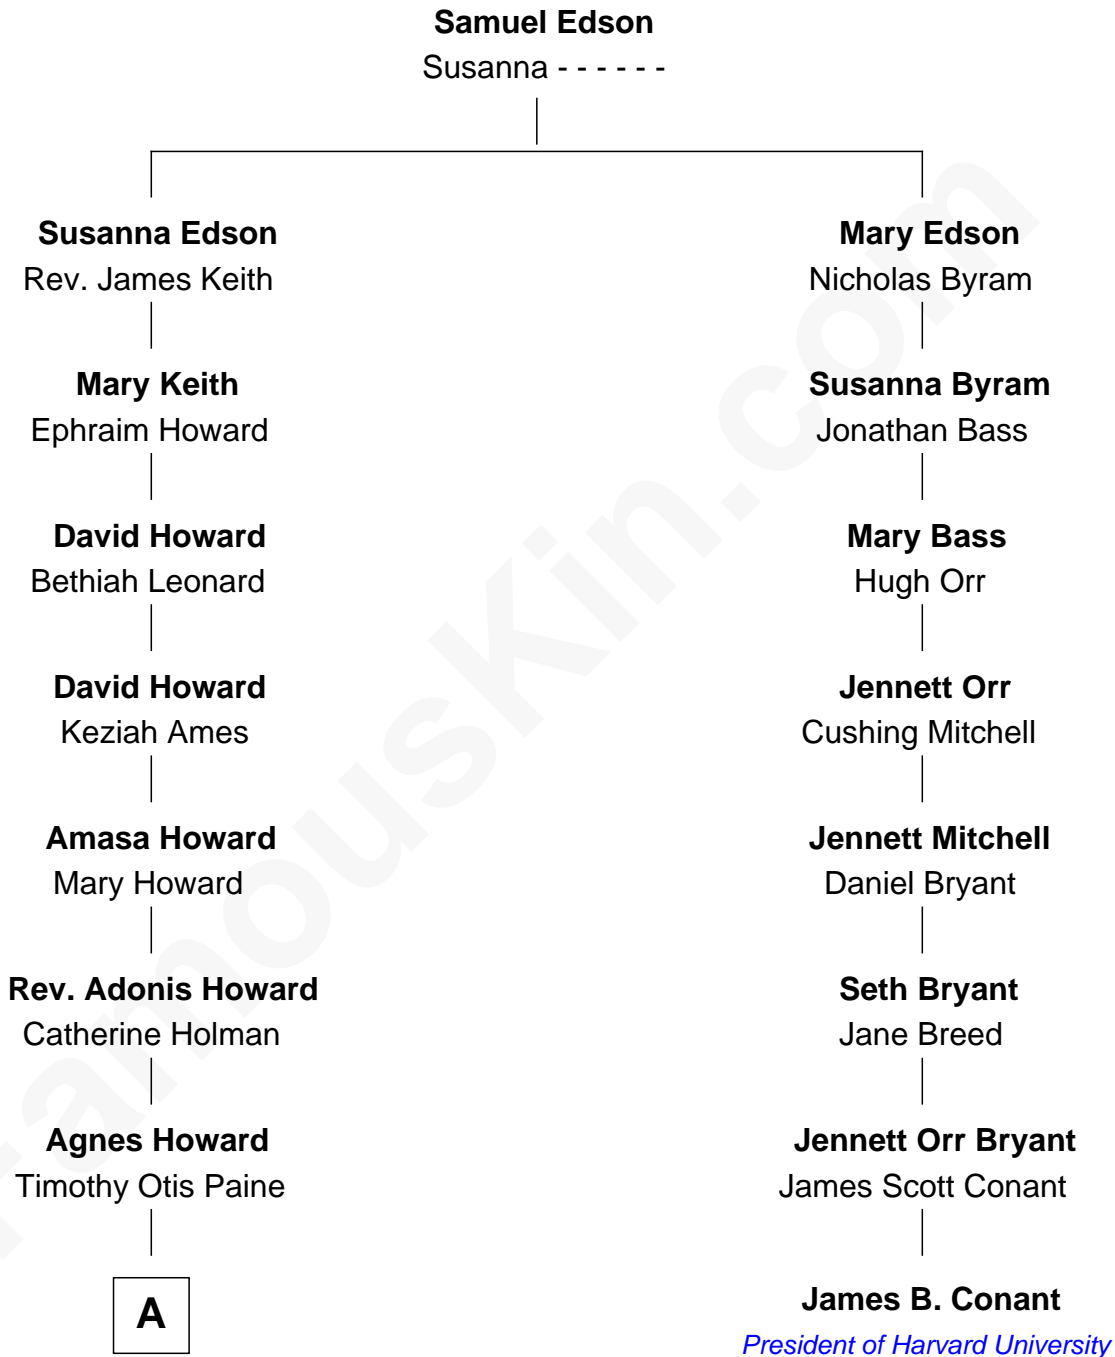 Samuel Edson
Susanna - - - - - -
Susanna Edson
Rev. James Keith
Mary Edson
Nicholas Byram
Mary Keith
Ephraim Howard
Susanna Byram
Jonathan Bass
David Howard
Bethiah Leonard
Mary Bass
Hugh Orr
David Howard
Keziah Ames
Jennett Orr
Cushing Mitchell
Amasa Howard
Mary Howard
Jennett Mitchell
Daniel Bryant
Rev. Adonis Howard
Catherine Holman
Seth Bryant
Jane Breed
Agnes Howard
Timothy Otis Paine
Jennett Orr Bryant
James Scott Conant
A
James B. Conant
President of Harvard University
FamousKin.com